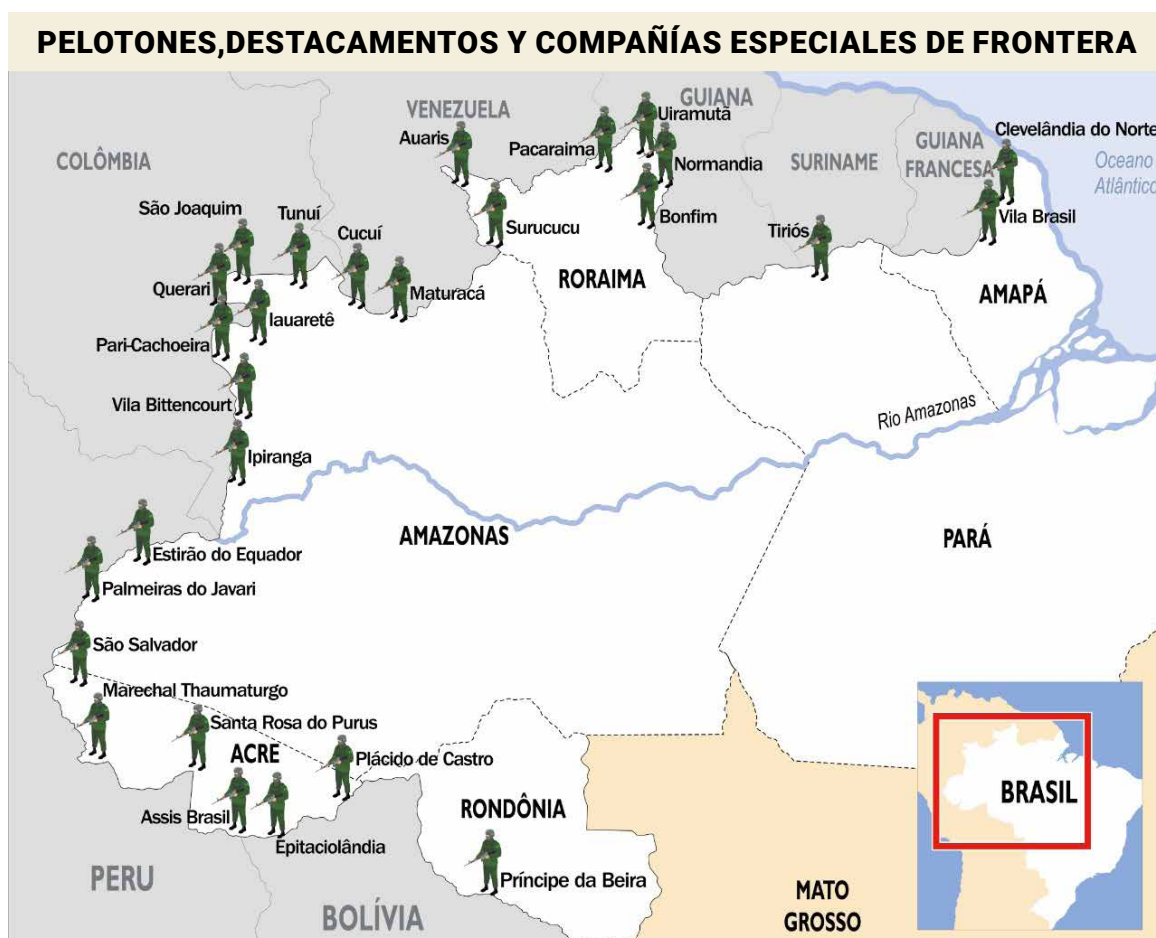 PELOTONES,DESTACAMENTOS Y COMPAÑÍAS ESPECIALES DE FRONTERA
VENEZUELA
GUIANA
Uiramutã
Auaris
Pacaraima
Clevelândia do Norte
COLÔMBIA
Normandia
SURINAME
GUIANA
FRANCESA
Oceano
Atlântico
São Joaquim
Tunuí
Cucuí
Surucucu
Bonfim
Tiriós
Vila Brasil
Querari
Iauaretê
Maturacá
RORAIMA
AMAPÁ
Pari-Cachoeira
Vila Bittencourt
Rio Amazonas
Ipiranga
AMAZONAS
PARÁ
Estirão do Equador
Palmeiras do Javari
São Salvador
Marechal Thaumaturgo
Santa Rosa do Purus
ACRE
Plácido de Castro
Assis Brasil
Epitaciolândia
RONDÔNIA
BRASIL
PERU
Príncipe da Beira
BOLÍVIA
MATO
GROSSO